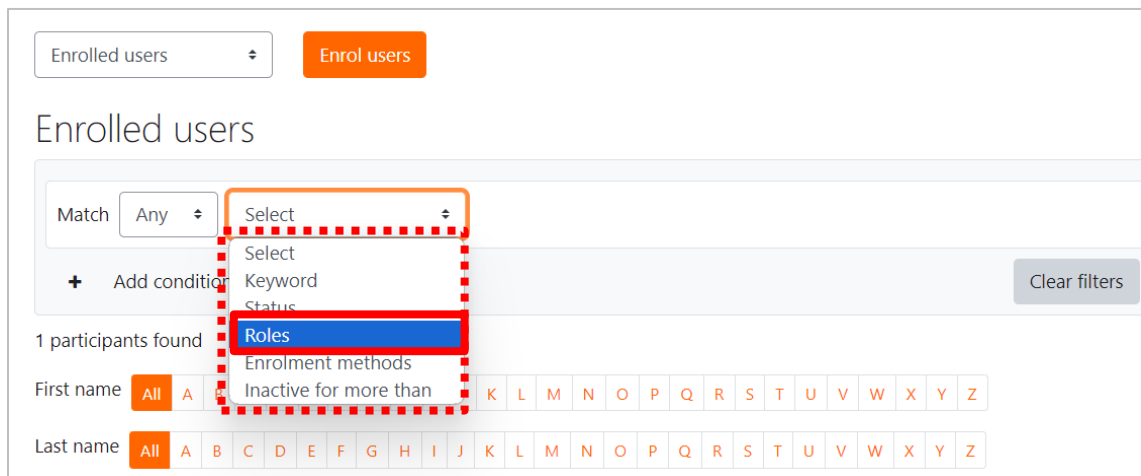 Enrolled users Enrol users
Enrolled users
Match Any Select
Select
Keyword
Add condition Clear filters
Status
Roles
1 participants found
Enrolment methods
Inactive for more than
First name All A B K L M N O P Q R S T U V W X Y Z
Last name All A B C D E F G H I J K L M N O P Q R S T U V W X Y Z